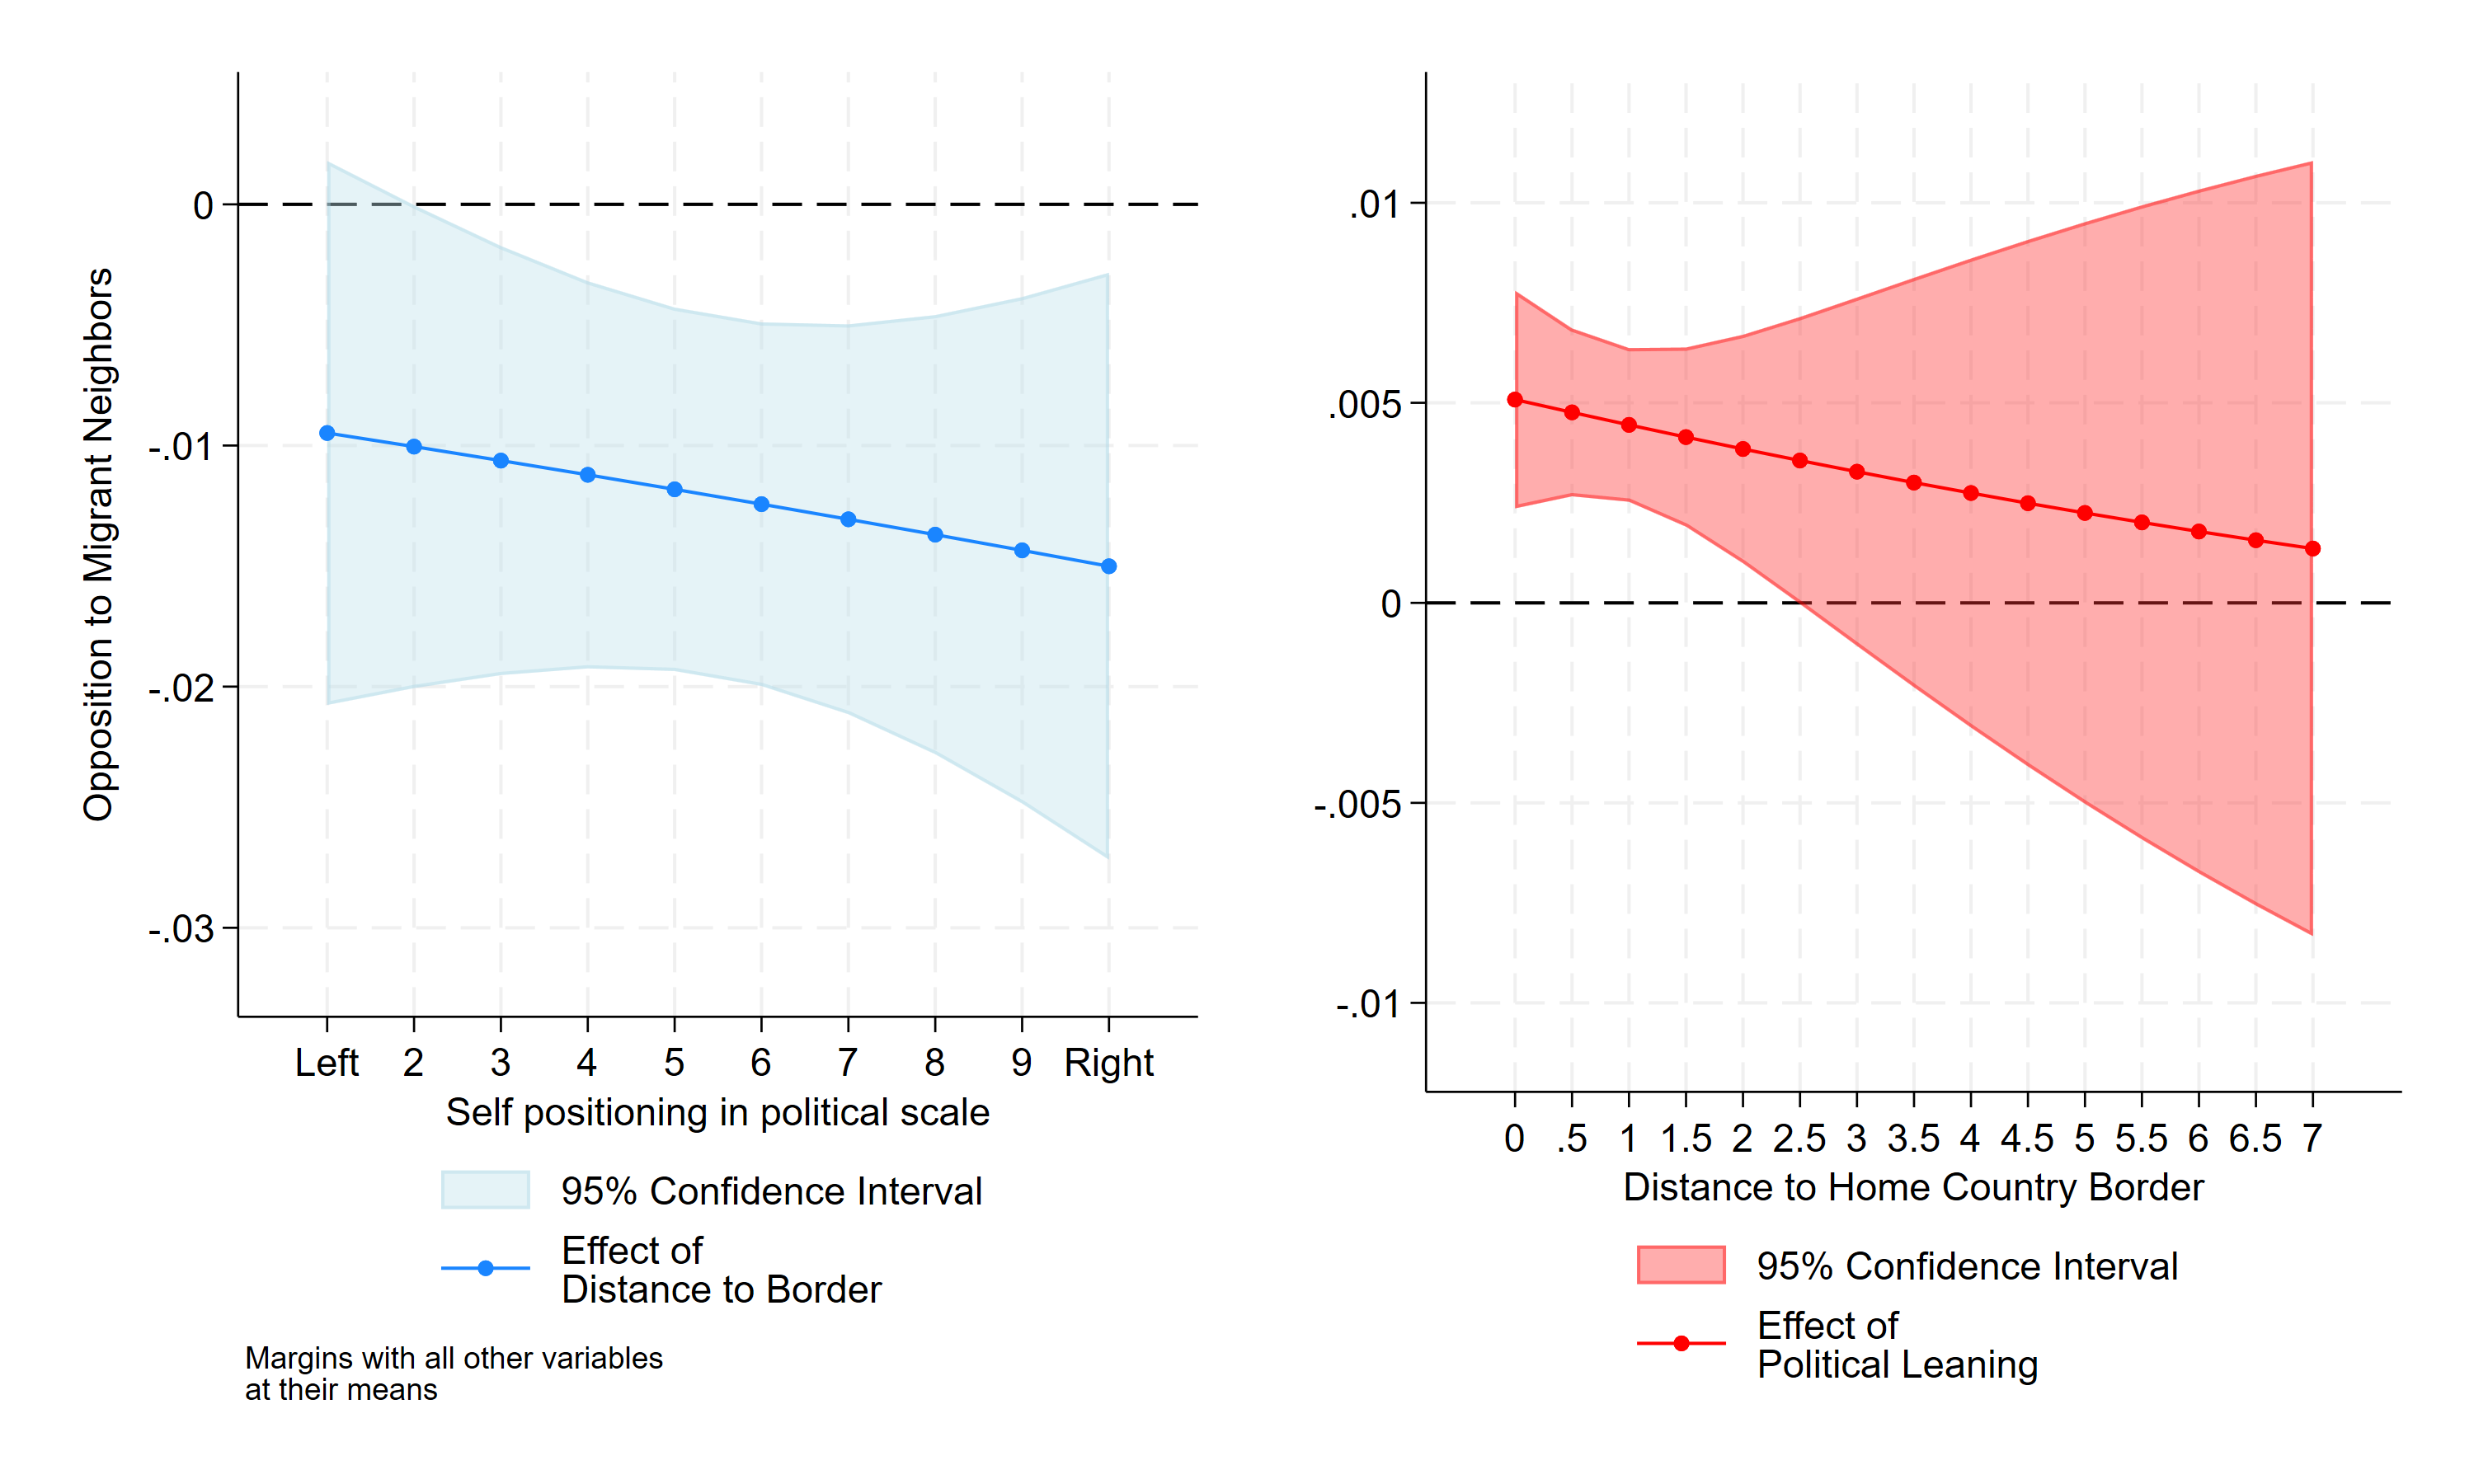 Opposition to Migrant Neighbors
0
-.01
-.02
-.03
Left 2 3 4 5 6 7 8 9 Right
Self positioning in political scale
95% Confidence Interval
Effect of
Distance to Border
Margins with all other variables
at their means
.01
.005
0
-.005
-.01
0 .5 1 1.5 2 2.5 3 3.5 4 4.5 5 5.5 6 6.5 7
Distance to Home Country Border
95% Confidence Interval
Effect of
Political Leaning